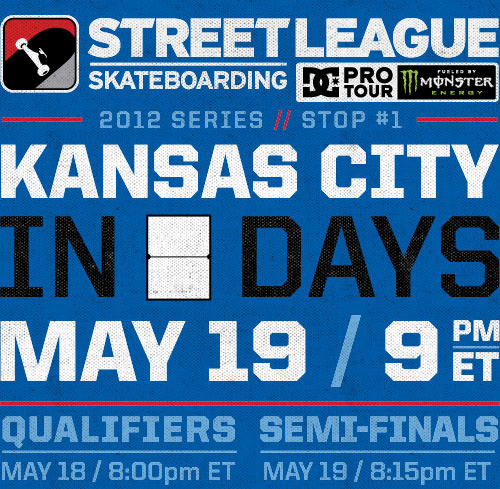 STREET LEAGUE
SKATEBOARDING
DC PRO TOUR
FUELED BY
MONSTER
ENERGY
2012 SERIES // STOP #1
KANSAS CITY
IN DAYS
MAY 19 / 9 PM ET
QUALIFIERS
MAY 18 / 8:00pm ET
SEMI-FINALS
MAY 19 / 8:15pm ET